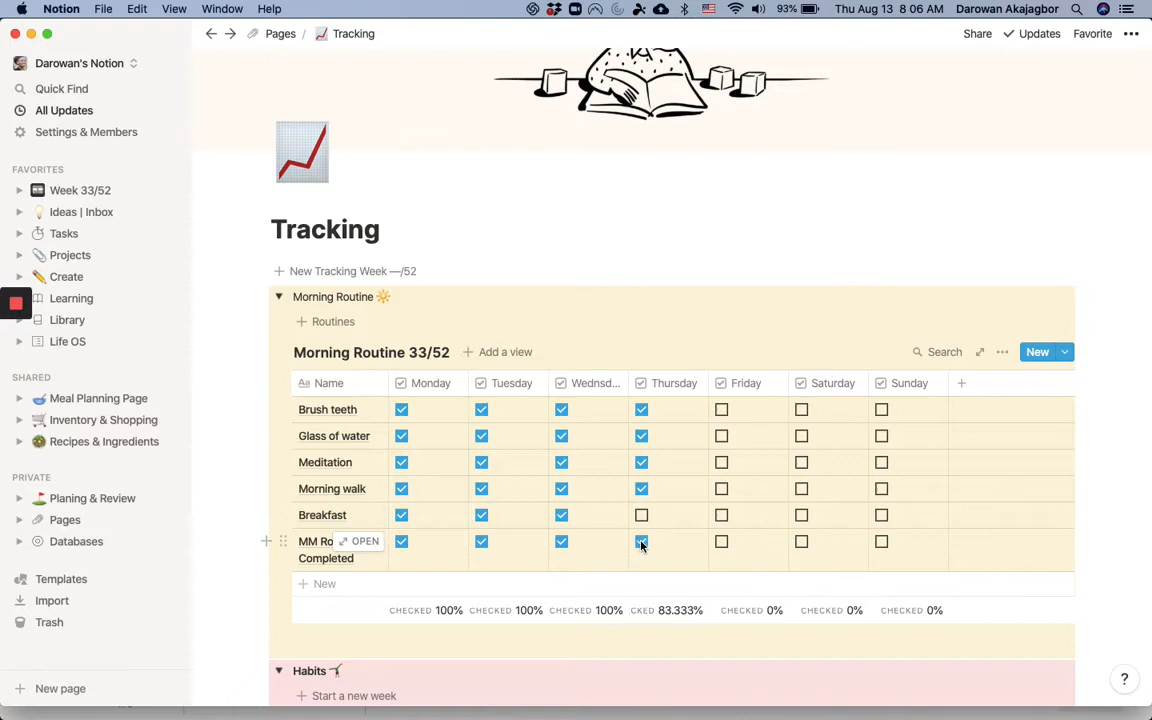 Notion File Edit View Window Help 93% Thu Aug 13 8:06 AM Darowan Akajagbor
Pages / Tracking Share Updates Favorite
Darowan's Notion
Quick Find
All Updates
Settings & Members
FAVORITES
Week 33/52
Ideas | Inbox
Tasks
Projects
Create
Learning
Library
Life OS
SHARED
Meal Planning Page
Inventory & Shopping
Recipes & Ingredients
PRIVATE
Planing & Review
Pages
Databases
Templates
Import
Trash
New page
Tracking
New Tracking Week —/52
Morning Routine
Routines
Morning Routine 33/52 Add a view Search New
Aa Name Monday Tuesday Wednsd... Thursday Friday Saturday Sunday
Brush teeth
Glass of water
Meditation
Morning walk
Breakfast
MM Ro OPEN
Completed
New
CHECKED 100% CHECKED 100% CHECKED 100% CKED 83.333% CHECKED 0% CHECKED 0% CHECKED 0%
Habits
Start a new week
?